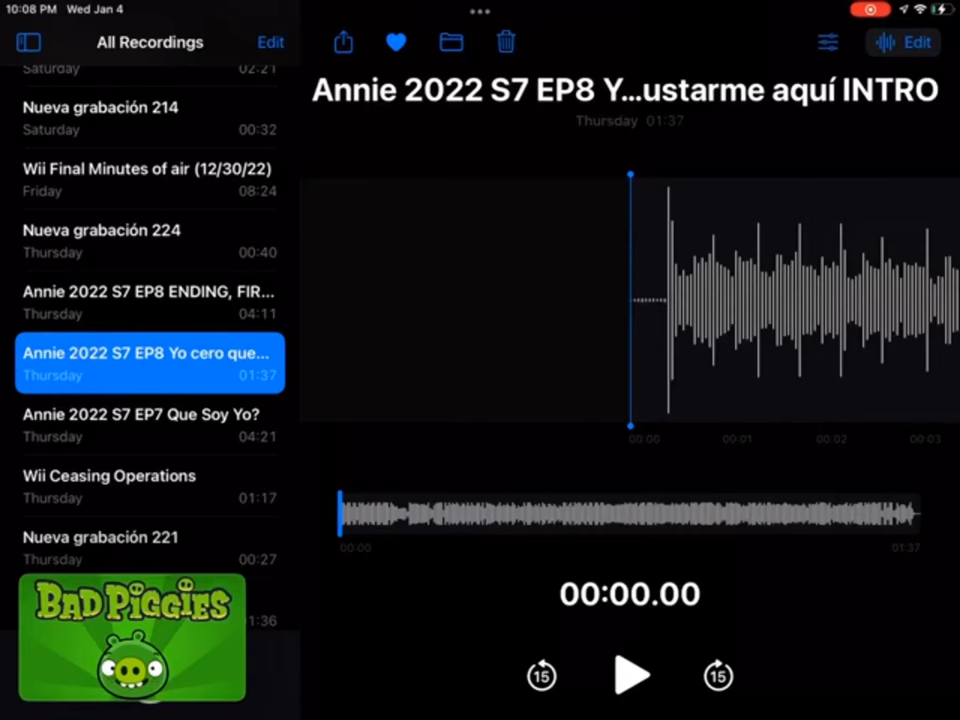 10:08 PM Wed Jan 4
All Recordings
Edit
Saturday 02:21
Nueva grabación 214
Saturday 00:32
Wii Final Minutes of air (12/30/22)
Friday 08:24
Nueva grabación 224
Thursday 00:40
Annie 2022 S7 EP8 ENDING, FIR...
Thursday 04:11
Annie 2022 S7 EP8 Yo cero que...
Thursday 01:37
Annie 2022 S7 EP7 Que Soy Yo?
Thursday 04:21
Wii Ceasing Operations
Thursday 01:17
Nueva grabación 221
Thursday 00:27
1:36
BAD PIGGIES
Edit
Annie 2022 S7 EP8 Y...ustarme aquí INTRO
Thursday 01:37
00:00 00:01 00:02 00:03
00:00 01:37
00:00.00
15 15